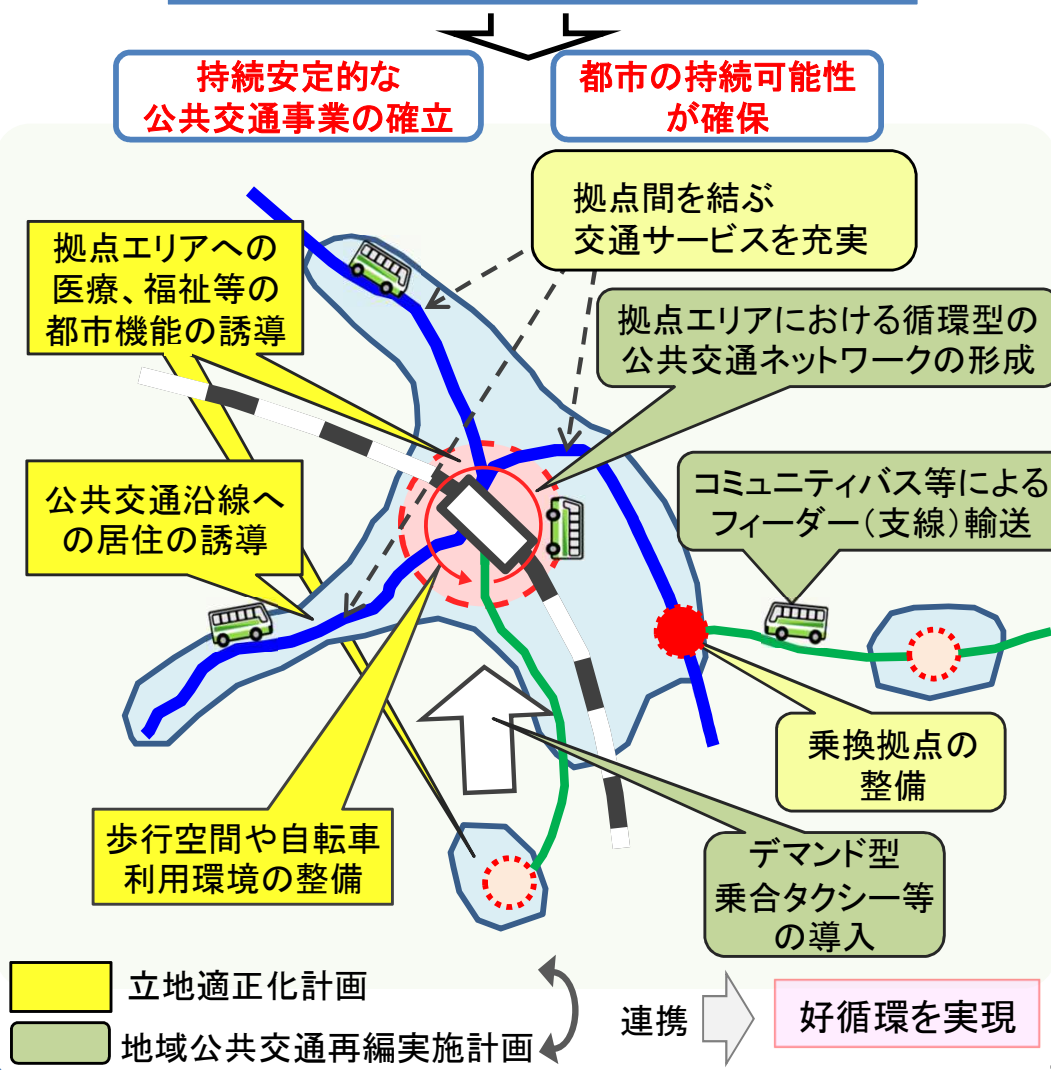 持続安定的な
公共交通事業の確立
都市の持続可能性
が確保
拠点間を結ぶ
交通サービスを充実
拠点エリアへの
医療、福祉等の
都市機能の誘導
拠点エリアにおける循環型の
公共交通ネットワークの形成
公共交通沿線へ
の居住の誘導
コミュニティバス等による
フィーダー（支線）輸送
乗換拠点の
整備
歩行空間や自転車
利用環境の整備
デマンド型
乗合タクシー等
の導入
立地適正化計画
地域公共交通再編実施計画
連携
好循環を実現